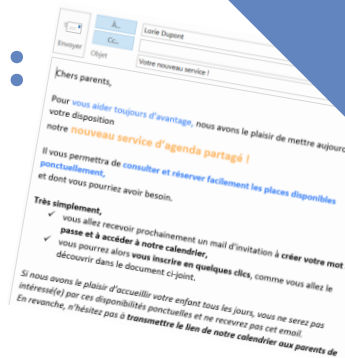 À...
Lorie Dupont
Cc...
Envoyer
Objet
Votre nouveau service !
Chers parents,
Pour vous aider toujours d'avantage, nous avons le plaisir de mettre aujourd
votre disposition
notre nouveau service d'agenda partagé !
Il vous permettra de consulter et réserver facilement les places disponibles
ponctuellement,
et dont vous pourriez avoir besoin.
Très simplement,
✓ vous allez recevoir prochainement un mail d'invitation à créer votre mot
passe et à accéder à notre calendrier,
✓ vous pourrez alors vous inscrire en quelques clics, comme vous allez le
découvrir dans le document ci-joint.
Si nous avons le plaisir d'accueillir votre enfant tous les jours, vous ne serez pas
intéressé(e) par ces disponibilités ponctuelles et ne recevrez pas cet email.
En revanche, n'hésitez pas à transmettre le lien de notre calendrier aux parents de